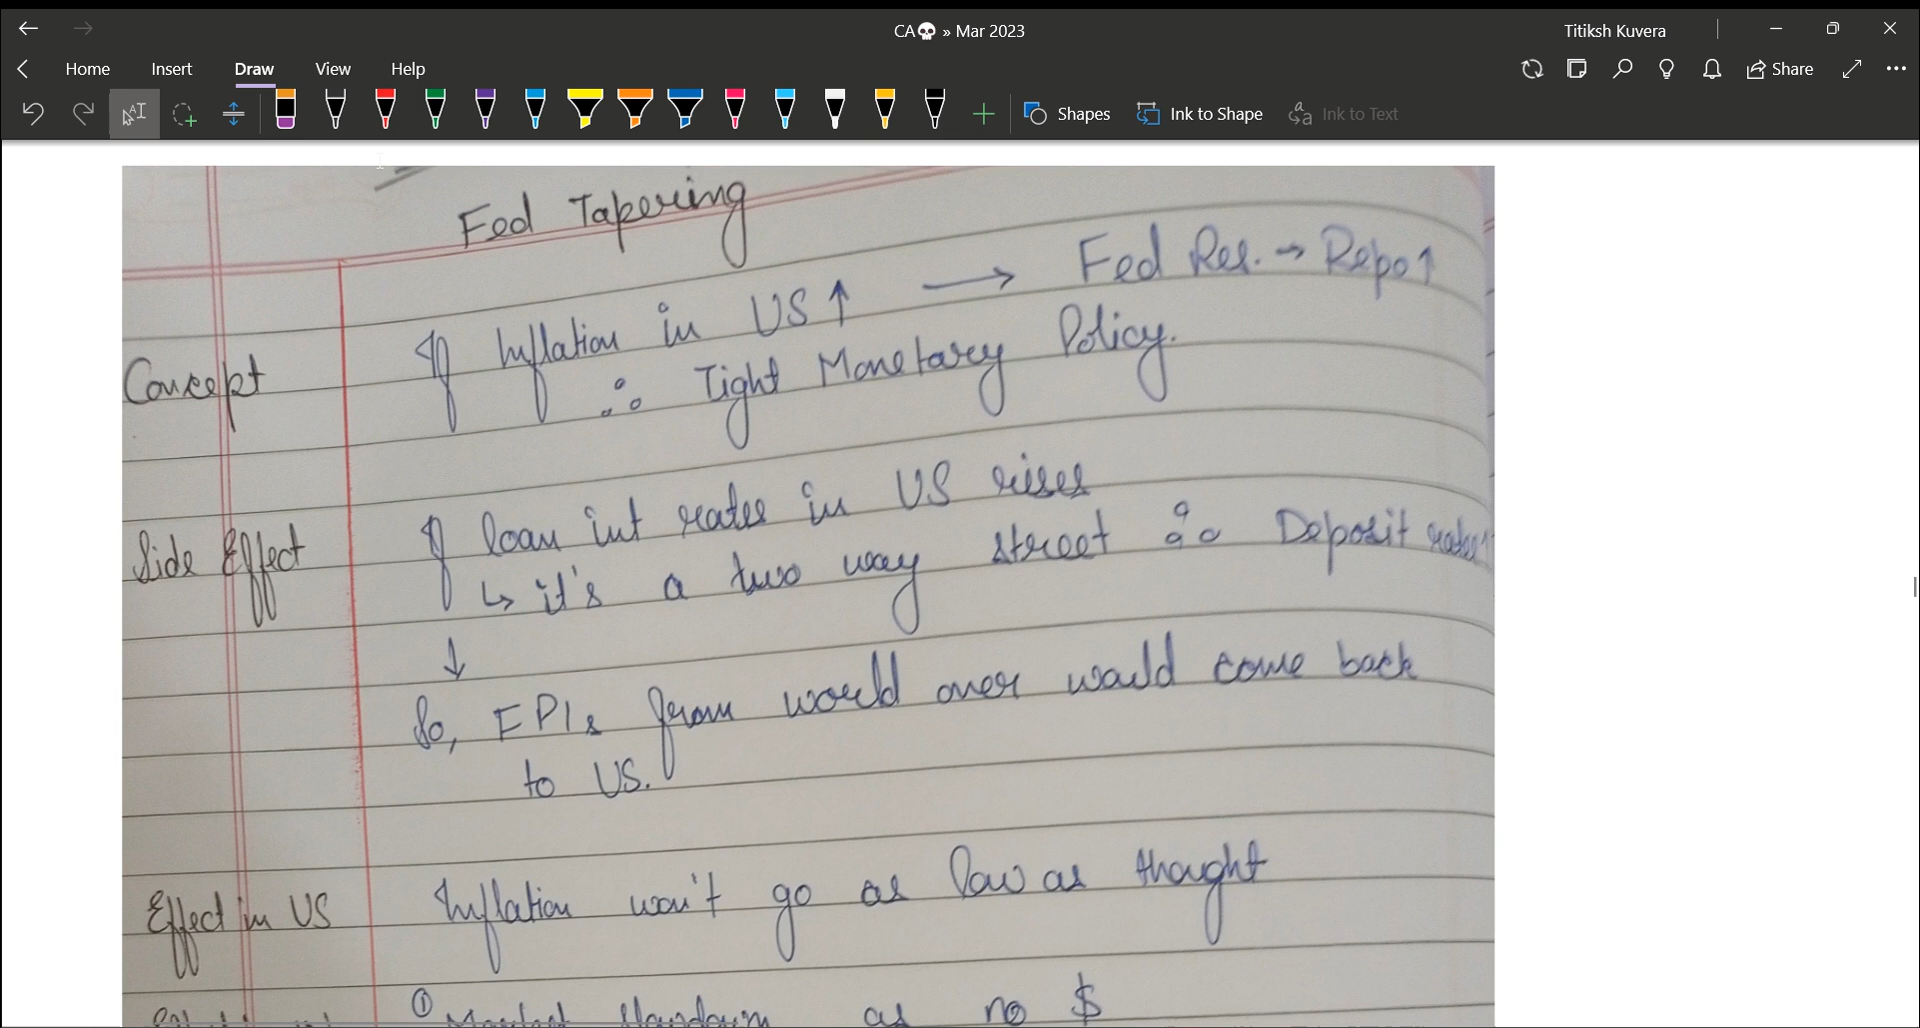 CA💀 » Mar 2023
Titiksh Kuvera
Home Insert Draw View Help
Share
Shapes Ink to Shape Ink to Text
Fed Tapering
Concept
If Inflation in US ↑ → Fed Res. → Repo ↑
∴ Tight Monetary Policy.
Side Effect
If loan int rates in US rises
↳ it's a two way street ∴ Deposit rates↑
↓
So, FPIs from world over would come back
to US.
Effect in US
Inflation won't go as low as thought
① Market as no $